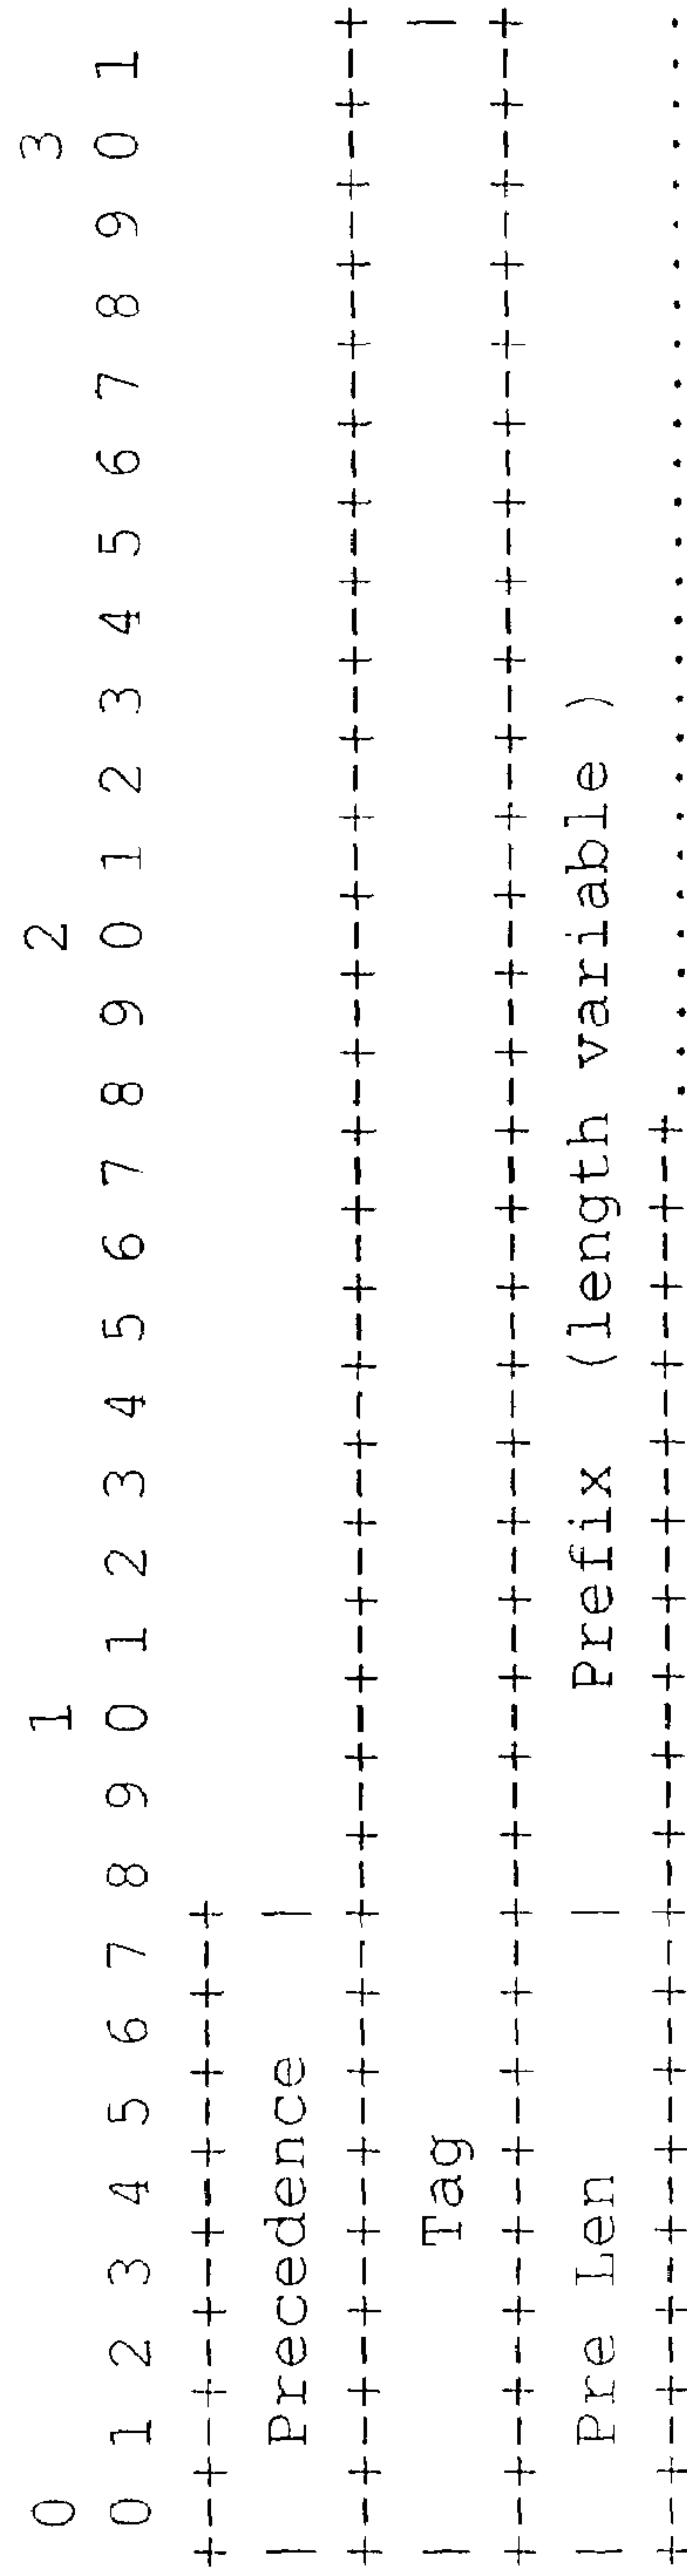 0                   1                   2                   3
0 1 2 3 4 5 6 7 8 9 0 1 2 3 4 5 6 7 8 9 0 1 2 3 4 5 6 7 8 9 0 1
+-+-+-+-+-+-+-+-+
| Precedence |
+-+-+-+-+-+-+-+-+-+-+-+-+-+-+-+-+-+-+-+-+-+-+-+-+-+-+-+-+-+-+-+-+
| Tag |
+-+-+-+-+-+-+-+-+-+-+-+-+-+-+-+-+-+-+-+-+-+-+-+-+-+-+-+-+-+-+-+-+
| Pre Len | Prefix (length variable )
+-+-+-+-+-+-+-+-+-+-+-+-+-+-+-+-+-+-+............................